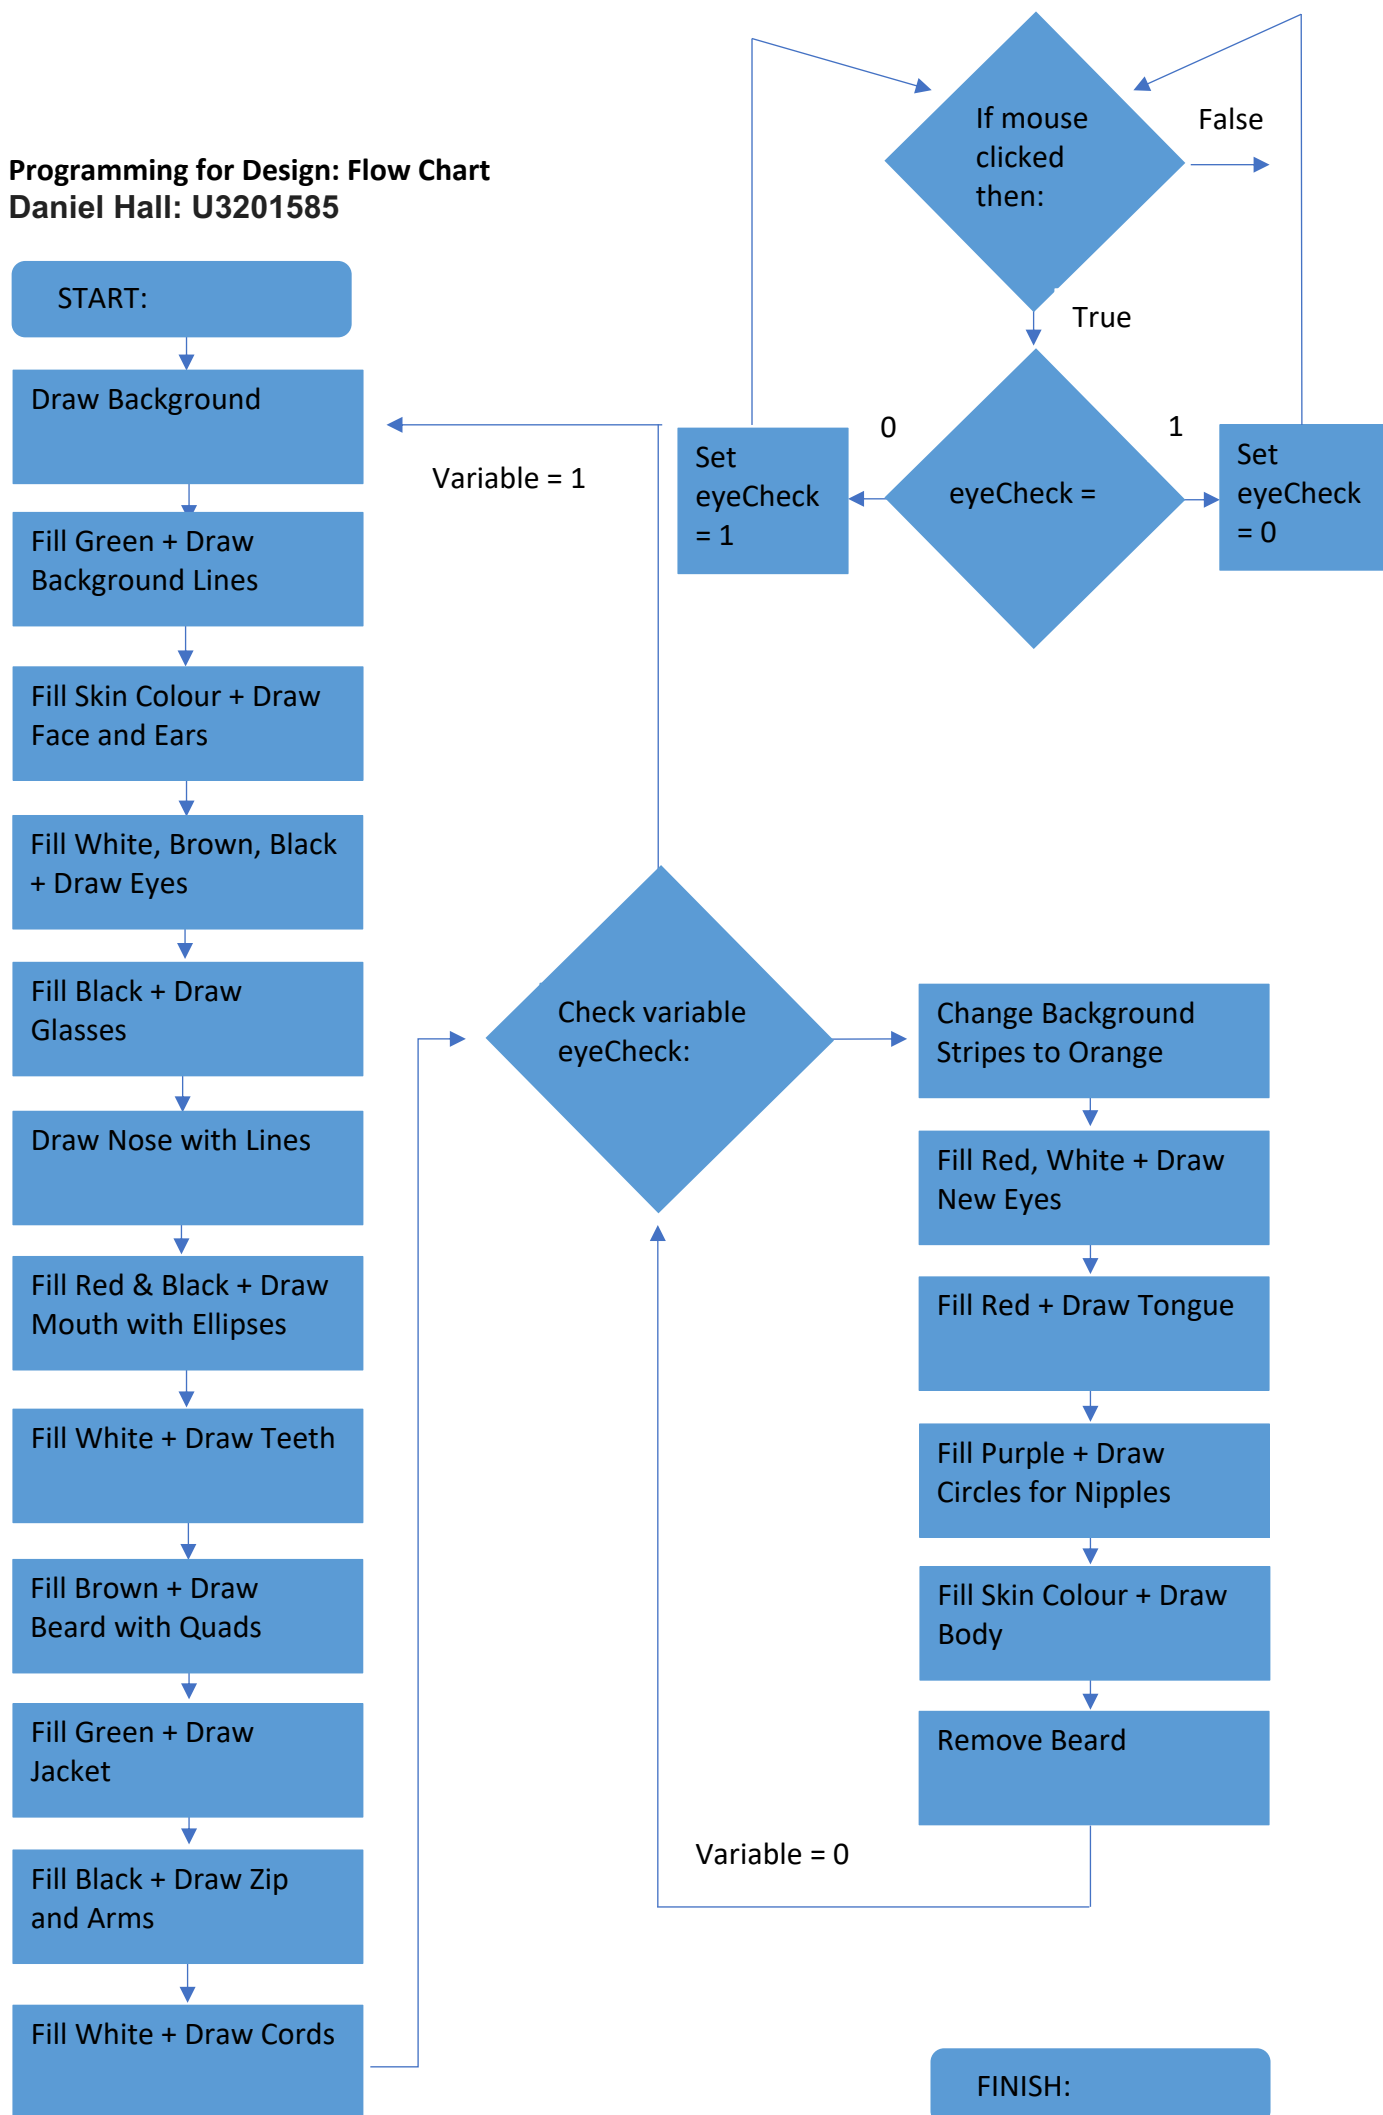 Programming for Design: Flow Chart
Daniel Hall: U3201585
START:
Draw Background
Fill Green + Draw
Background Lines
Fill Skin Colour + Draw
Face and Ears
Fill White, Brown, Black
+ Draw Eyes
Fill Black + Draw
Glasses
Draw Nose with Lines
Fill Red & Black + Draw
Mouth with Ellipses
Fill White + Draw Teeth
Fill Brown + Draw
Beard with Quads
Fill Green + Draw
Jacket
Fill Black + Draw Zip
and Arms
Fill White + Draw Cords
If mouse
clicked
then:
False
True
eyeCheck =
0
1
Set
eyeCheck
= 1
Set
eyeCheck
= 0
Variable = 1
Check variable
eyeCheck:
Change Background
Stripes to Orange
Fill Red, White + Draw
New Eyes
Fill Red + Draw Tongue
Fill Purple + Draw
Circles for Nipples
Fill Skin Colour + Draw
Body
Remove Beard
Variable = 0
FINISH: